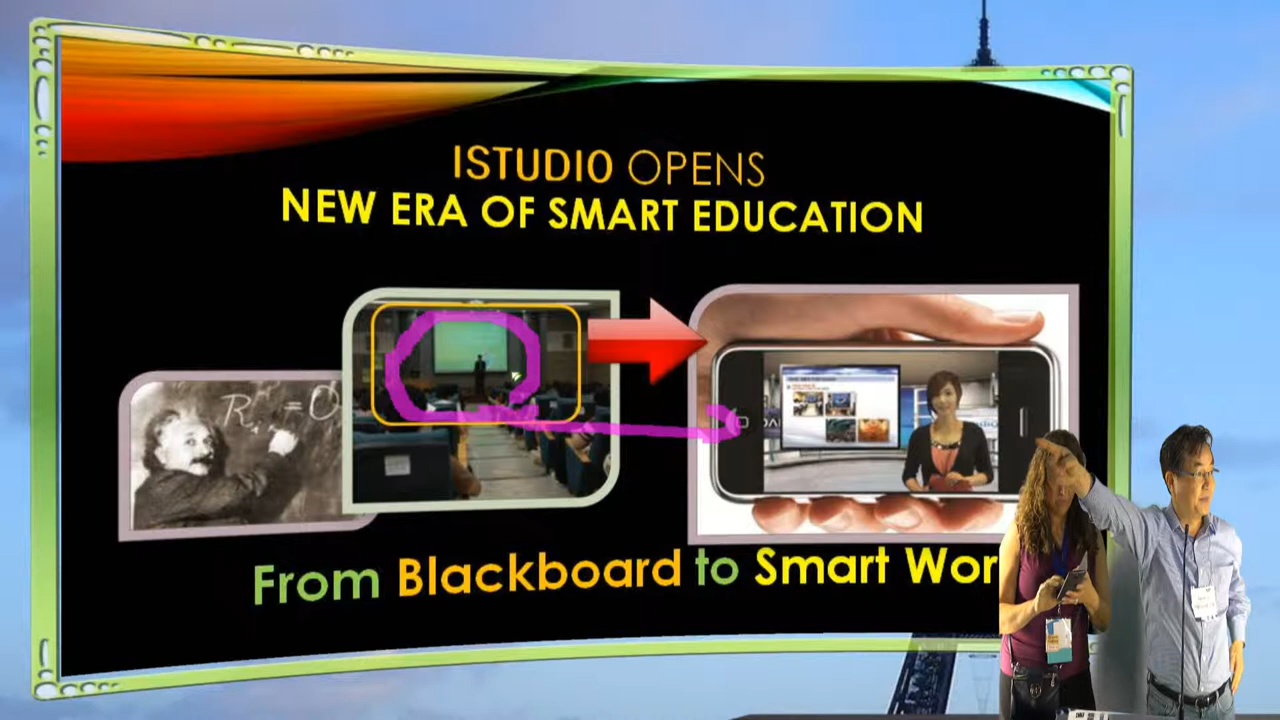 ISTUDIO OPENS
NEW ERA OF SMART EDUCATION
From Blackboard to Smart Wor